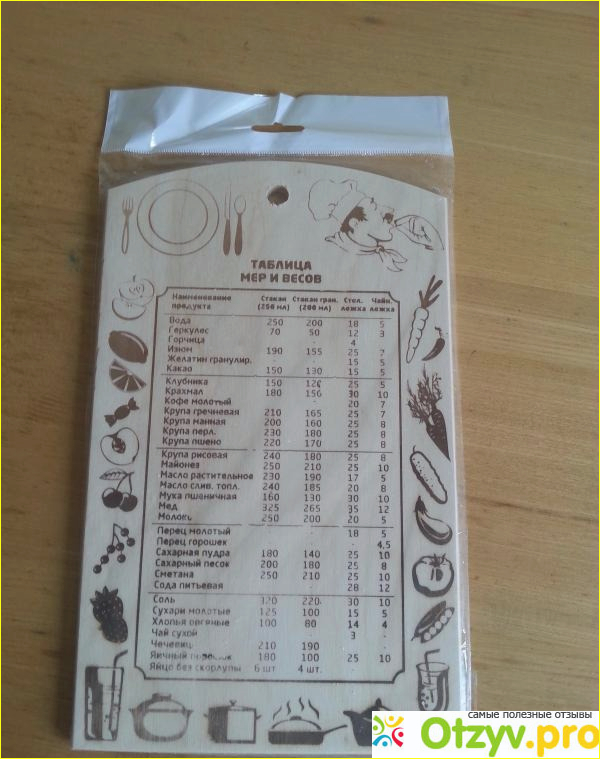 ТАБЛИЦА
МЕР И ВЕСОВ
Наименование продукта Стакан (250 мл) Стакан гран. (200 мл) Стол. ложка Чайн. ложка
Вода 250 200 18 5
Геркулес 70 50 12 3
Горчица - - 4 -
Изюм 190 155 25 7
Желатин гранулир. - - 15 5
Какао 150 130 15 5
Клубника 150 120 25 5
Крахмал 180 150 30 10
Кофе молотый - - 20 7
Крупа гречневая 210 165 25 7
Крупа манная 200 160 25 8
Крупа перл. 230 180 25 8
Крупа пшено 220 170 25 8
Крупа рисовая 240 180 25 8
Майонез 250 210 25 10
Масло растительное 230 190 17 5
Масло слив. топл. 240 185 20 8
Мука пшеничная 160 130 30 10
Мед 325 265 35 12
Молоко 250 200 20 5
Перец молотый - - 18 5
Перец горошек - - - 4,5
Сахарная пудра 180 140 25 10
Сахарный песок 200 180 25 8
Сметана 250 210 25 10
Сода питьевая - - 28 12
Соль 320 220 30 10
Сухари молотые 125 100 15 5
Хлопья овсяные 100 80 14 4
Чай сухой - - 3 -
Чечевица 210 190 - -
Яичный порошок 180 100 25 10
Яйцо без скорлупы 6 шт. 4 шт. - -
самые полезные отзывы
Otzyv.pro